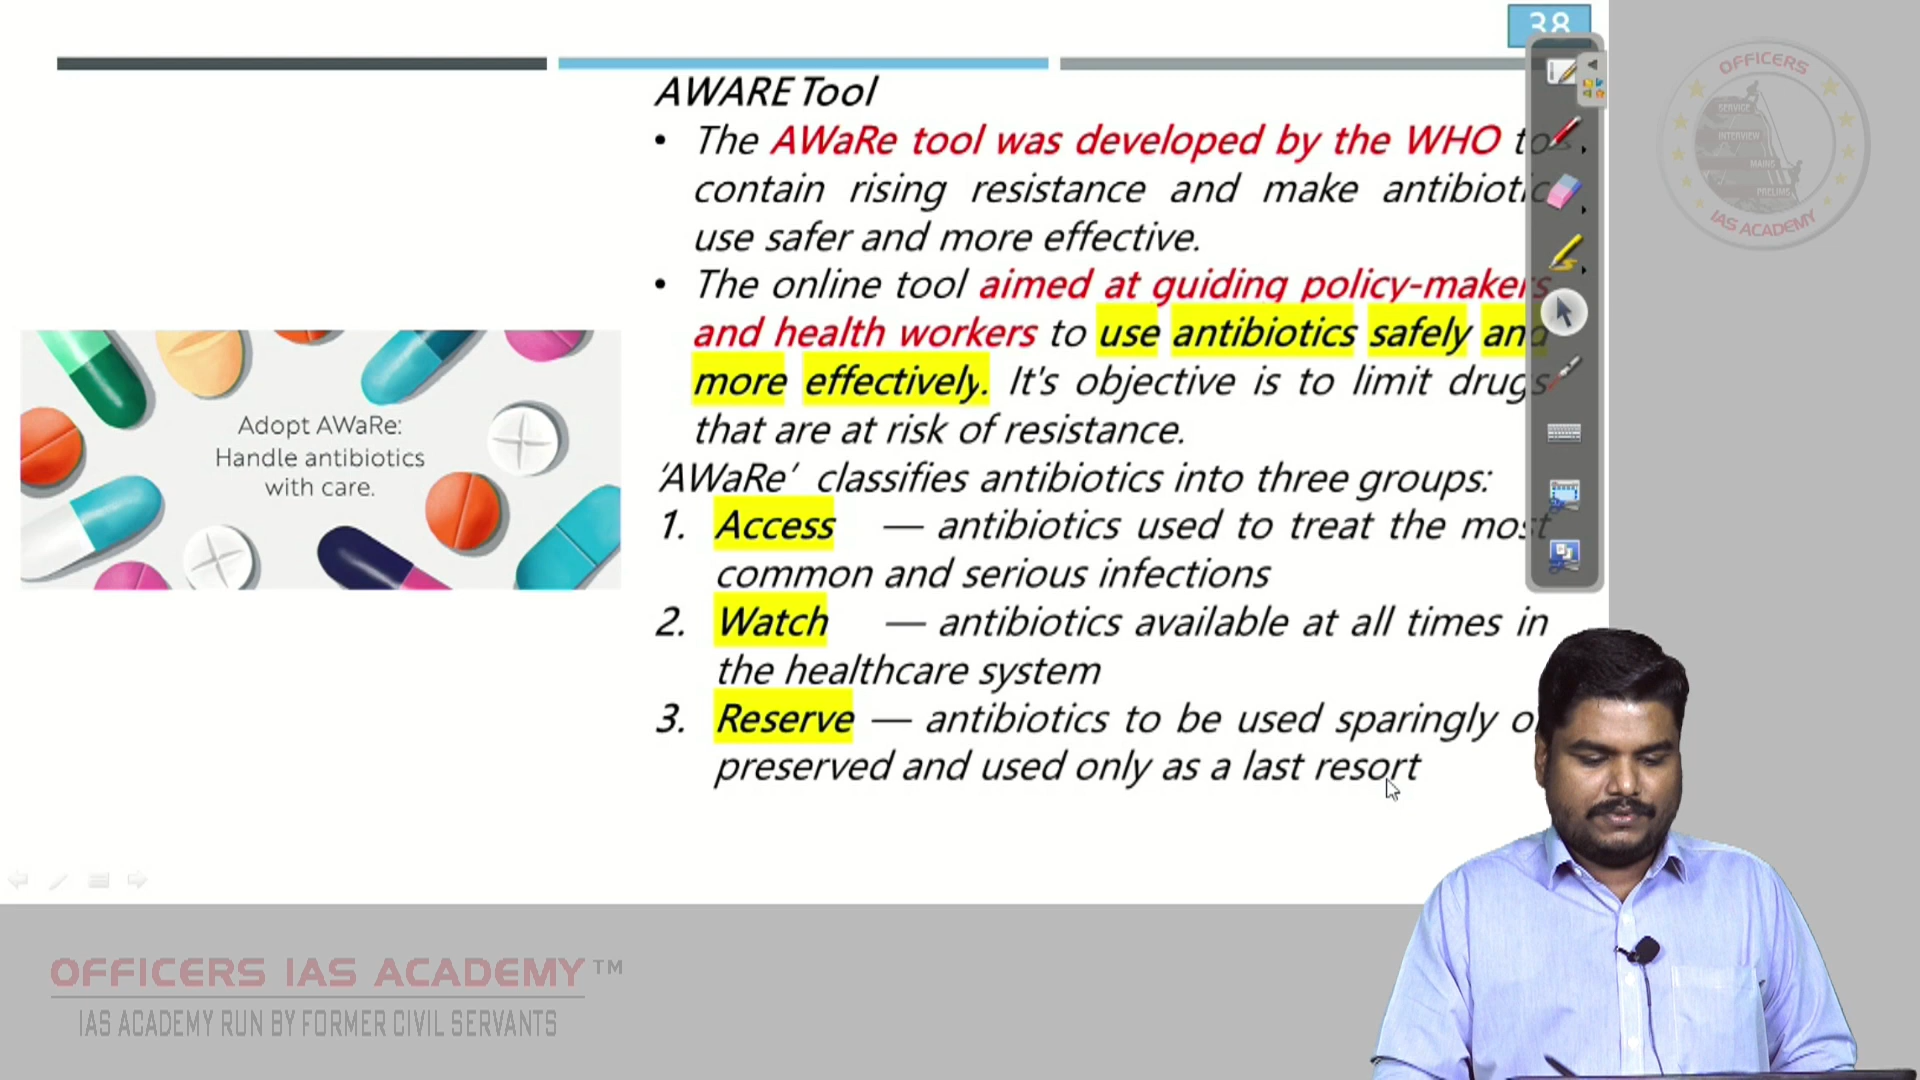 38
OFFICERS
SERVICE
INTERVIEW
MAINS
PRELIMS
IAS ACADEMY
AWARE Tool
• The AWaRe tool was developed by the WHO to
contain rising resistance and make antibiotic
use safer and more effective.
• The online tool aimed at guiding policy-makers
and health workers to use antibiotics safely and
more effectively. It's objective is to limit drugs
that are at risk of resistance.
'AWaRe' classifies antibiotics into three groups:
1. Access — antibiotics used to treat the most
common and serious infections
2. Watch — antibiotics available at all times in
the healthcare system
3. Reserve — antibiotics to be used sparingly
preserved and used only as a last resort
Adopt AWaRe:
Handle antibiotics
with care.
OFFICERS IAS ACADEMY™
IAS ACADEMY RUN BY FORMER CIVIL SERVANTS